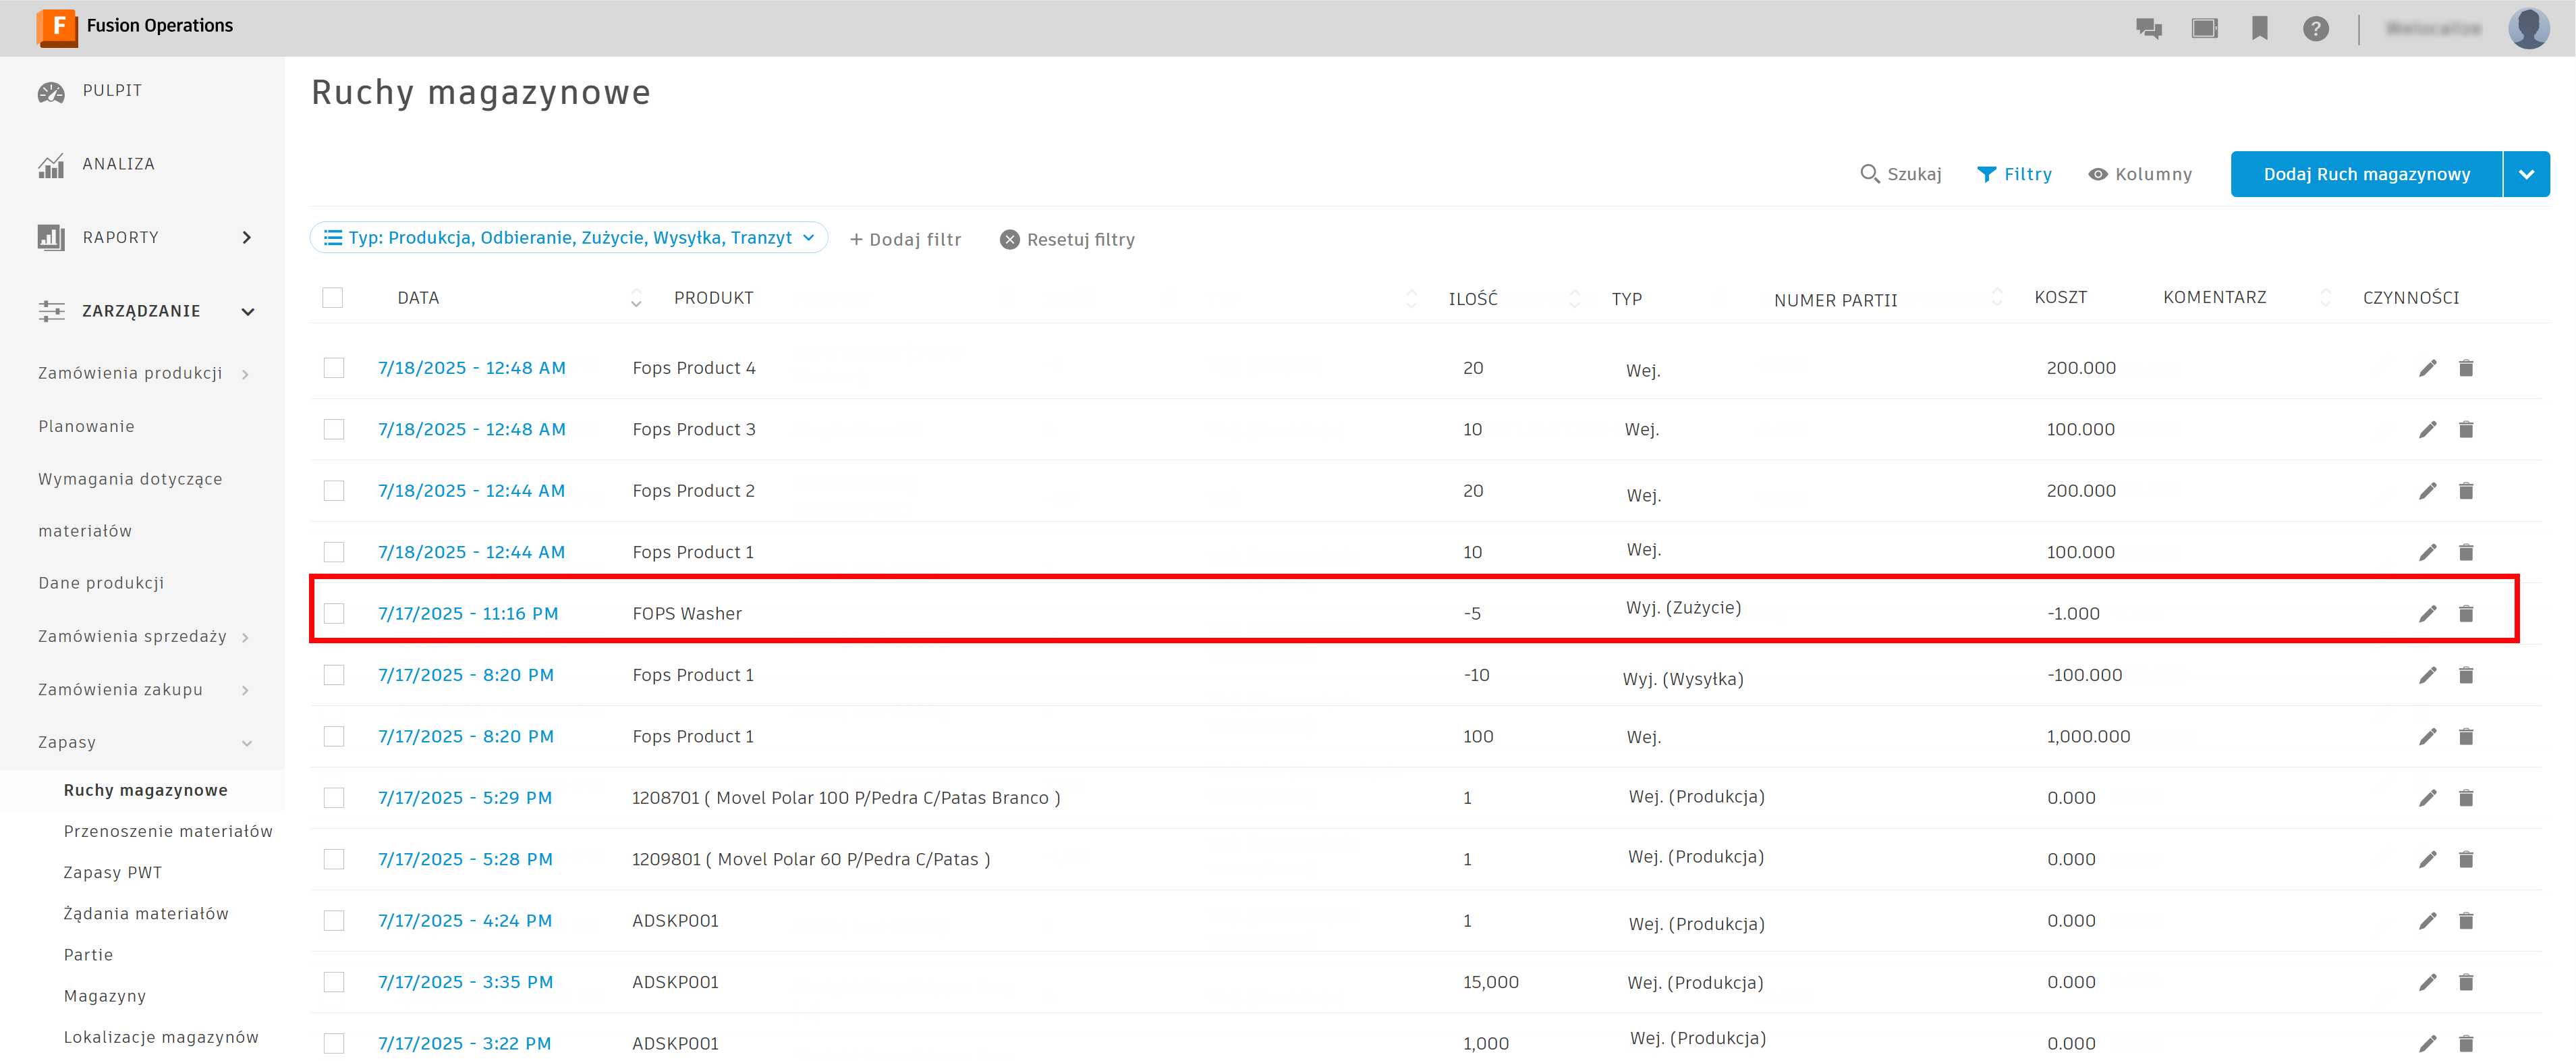 Fusion Operations
PULPIT
ANALIZA
RAPORTY
ZARZĄDZANIE
Zamówienia produkcji
Planowanie
Wymagania dotyczące
materiałów
Dane produkcji
Zamówienia sprzedaży
Zamówienia zakupu
Zapasy
Ruchy magazynowe
Przenoszenie materiałów
Zapasy PWT
Żądania materiałów
Partie
Magazyny
Lokalizacje magazynów
Ruchy magazynowe
Szukaj Filtry Kolumny Dodaj Ruch magazynowy
Typ: Produkcja, Odbieranie, Zużycie, Wysyłka, Tranzyt + Dodaj filtr Resetuj filtry
DATA PRODUKT ILOŚĆ TYP NUMER PARTII KOSZT KOMENTARZ CZYNNOŚCI
7/18/2025 - 12:48 AM Fops Product 4 20 Wej. 200.000
7/18/2025 - 12:48 AM Fops Product 3 10 Wej. 100.000
7/18/2025 - 12:44 AM Fops Product 2 20 Wej. 200.000
7/18/2025 - 12:44 AM Fops Product 1 10 Wej. 100.000
7/17/2025 - 11:16 PM FOPS Washer -5 Wyj. (Zużycie) -1.000
7/17/2025 - 8:20 PM Fops Product 1 -10 Wyj. (Wysyłka) -100.000
7/17/2025 - 8:20 PM Fops Product 1 100 Wej. 1,000.000
7/17/2025 - 5:29 PM 1208701 ( Movel Polar 100 P/Pedra C/Patas Branco ) 1 Wej. (Produkcja) 0.000
7/17/2025 - 5:28 PM 1209801 ( Movel Polar 60 P/Pedra C/Patas ) 1 Wej. (Produkcja) 0.000
7/17/2025 - 4:24 PM ADSKP001 1 Wej. (Produkcja) 0.000
7/17/2025 - 3:35 PM ADSKP001 15,000 Wej. (Produkcja) 0.000
7/17/2025 - 3:22 PM ADSKP001 1,000 Wej. (Produkcja) 0.000